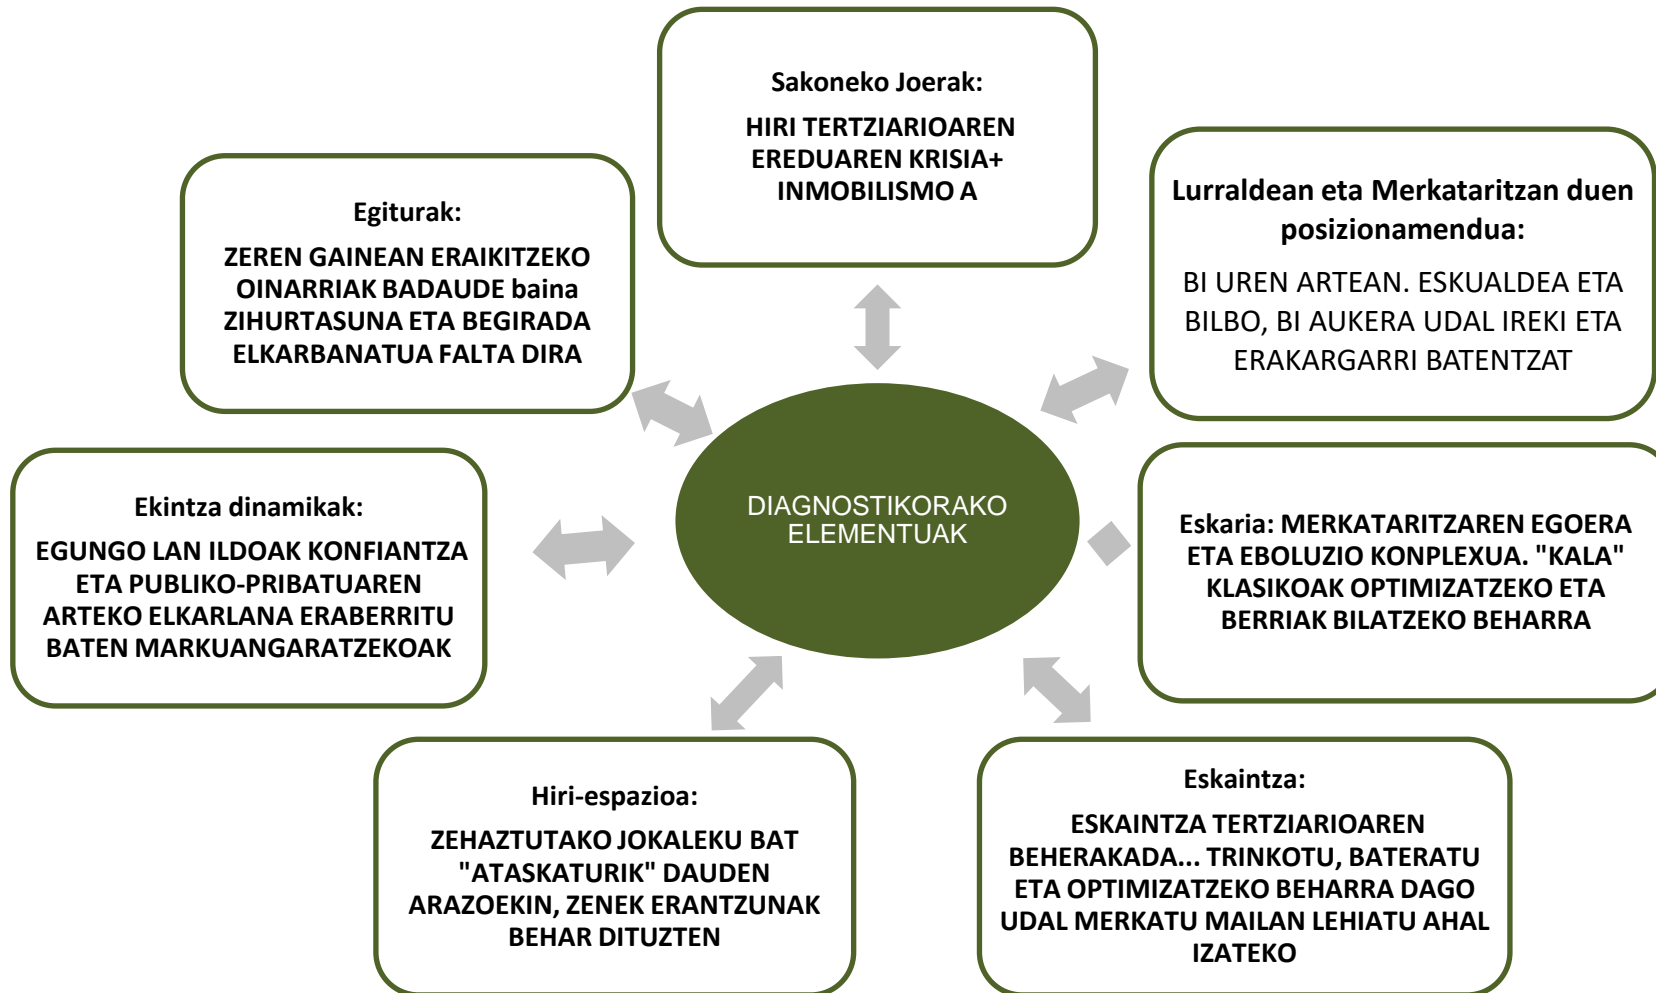 Sakoneko Joerak:
HIRI TERTZIARIOAREN
EREDUAREN KRISIA+
INMOBILISMO A
Lurraldean eta Merkataritzan duen
posizionamendua:
BI UREN ARTEAN. ESKUALDEA ETA
BILBO, BI AUKERA UDAL IREKI ETA
ERAKARGARRI BATENTZAT
Egiturak:
ZEREN GAINEAN ERAIKITZEKO
OINARRIAK BADAUDE baina
ZIHURTASUNA ETA BEGIRADA
ELKARBANATUA FALTA DIRA
DIAGNOSTIKORAKO
ELEMENTUAK
Ekintza dinamikak:
EGUNGO LAN ILDOAK KONFIANTZA
ETA PUBLIKO-PRIBATUAREN
ARTEKO ELKARLANA ERABERRITU
BATEN MARKUANGARATZEKOAK
Eskaria: MERKATARITZAREN EGOERA
ETA EBOLUZIO KONPLEXUA. "KALA"
KLASIKOAK OPTIMIZATZEKO ETA
BERRIAK BILATZEKO BEHARRA
Hiri-espazioa:
ZEHAZTUTAKO JOKALEKU BAT
"ATASKATURIK" DAUDEN
ARAZOEKIN, ZENEK ERANTZUNAK
BEHAR DITUZTEN
Eskaintza:
ESKAINTZA TERTZIARIOAREN
BEHERAKADA... TRINKOTU, BATERATU
ETA OPTIMIZATZEKO BEHARRA DAGO
UDAL MERKATU MAILAN LEHIATU AHAL
IZATEKO